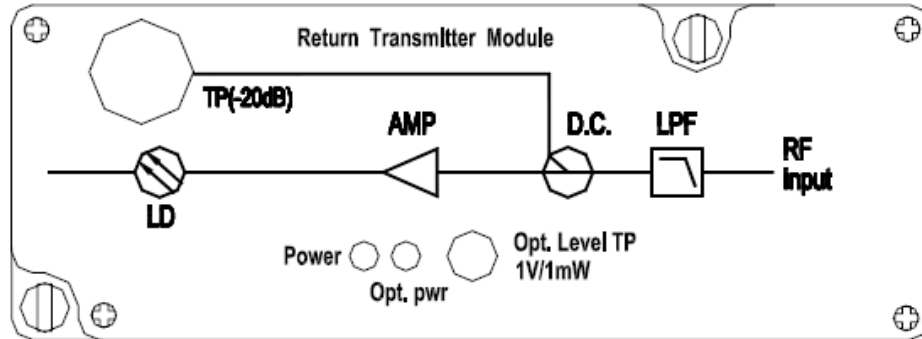 Return Transmitter Module
TP(-20dB)
AMP
D.C.
LPF
RF
input
LD
Power
Opt. pwr
Opt. Level TP
1V/1mW